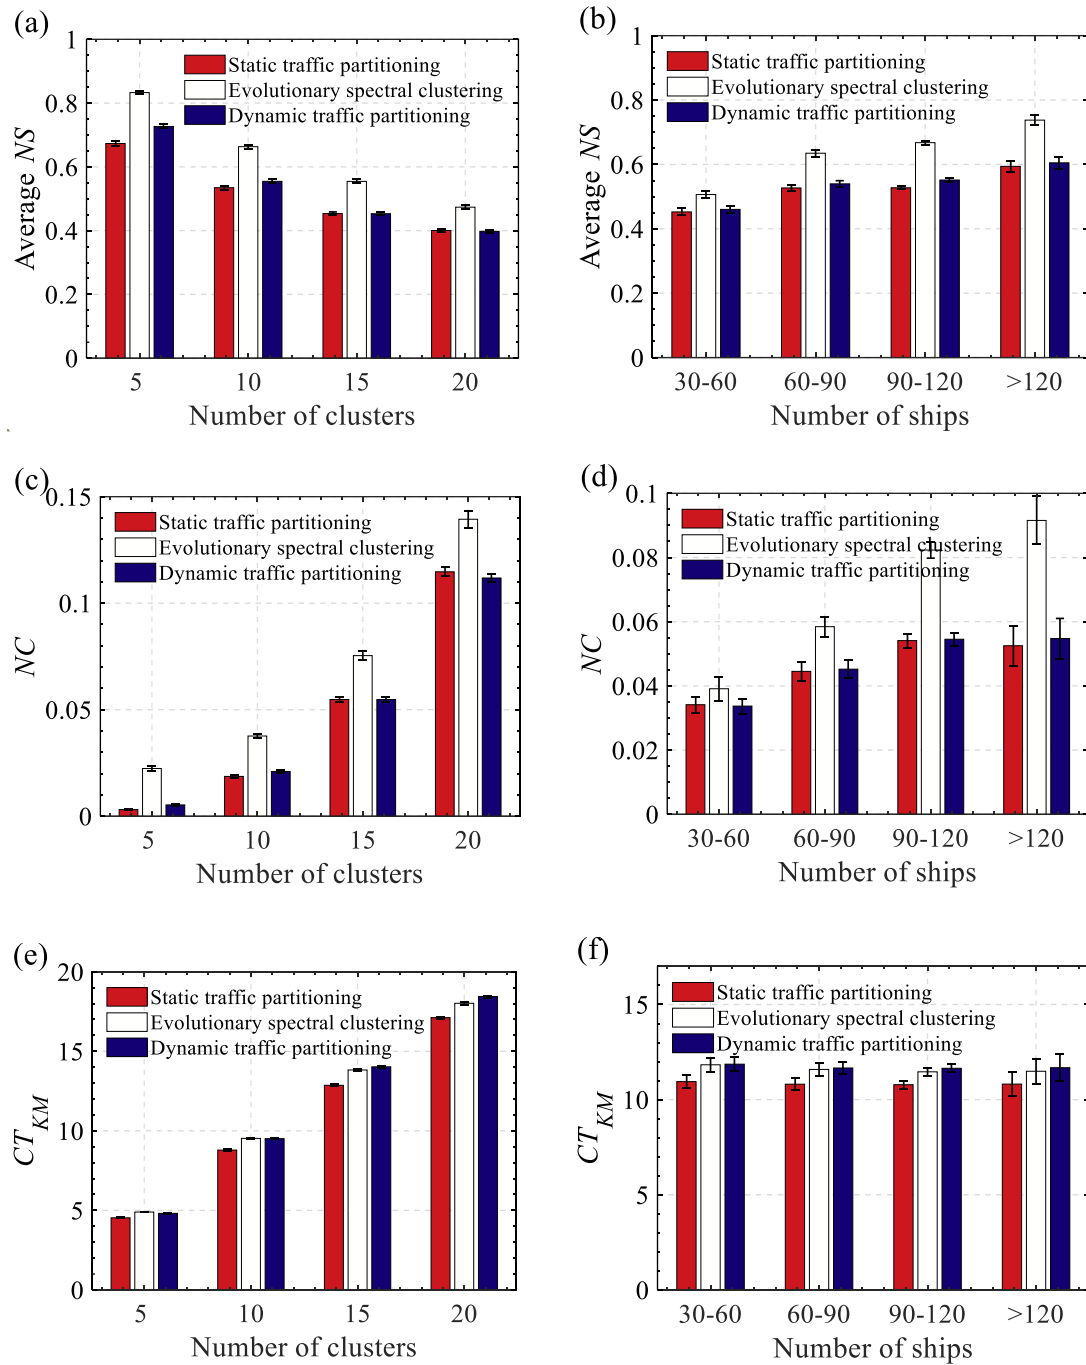 (a)
1
0.8
0.6
0.4
0.2
0
Average NS
Static traffic partitioning
Evolutionary spectral clustering
Dynamic traffic partitioning
5 10 15 20
Number of clusters
(b)
1
0.8
0.6
0.4
0.2
0
Average NS
Static traffic partitioning
Evolutionary spectral clustering
Dynamic traffic partitioning
30-60 60-90 90-120 >120
Number of ships
(c)
0.15
0.1
0.05
0
NC
Static traffic partitioning
Evolutionary spectral clustering
Dynamic traffic partitioning
5 10 15 20
Number of clusters
(d)
0.1
0.08
0.06
0.04
0.02
0
NC
Static traffic partitioning
Evolutionary spectral clustering
Dynamic traffic partitioning
30-60 60-90 90-120 >120
Number of ships
(e)
20
15
10
5
0
CT_KM
Static traffic partitioning
Evolutionary spectral clustering
Dynamic traffic partitioning
5 10 15 20
Number of clusters
(f)
15
10
5
0
CT_KM
Static traffic partitioning
Evolutionary spectral clustering
Dynamic traffic partitioning
30-60 60-90 90-120 >120
Number of ships